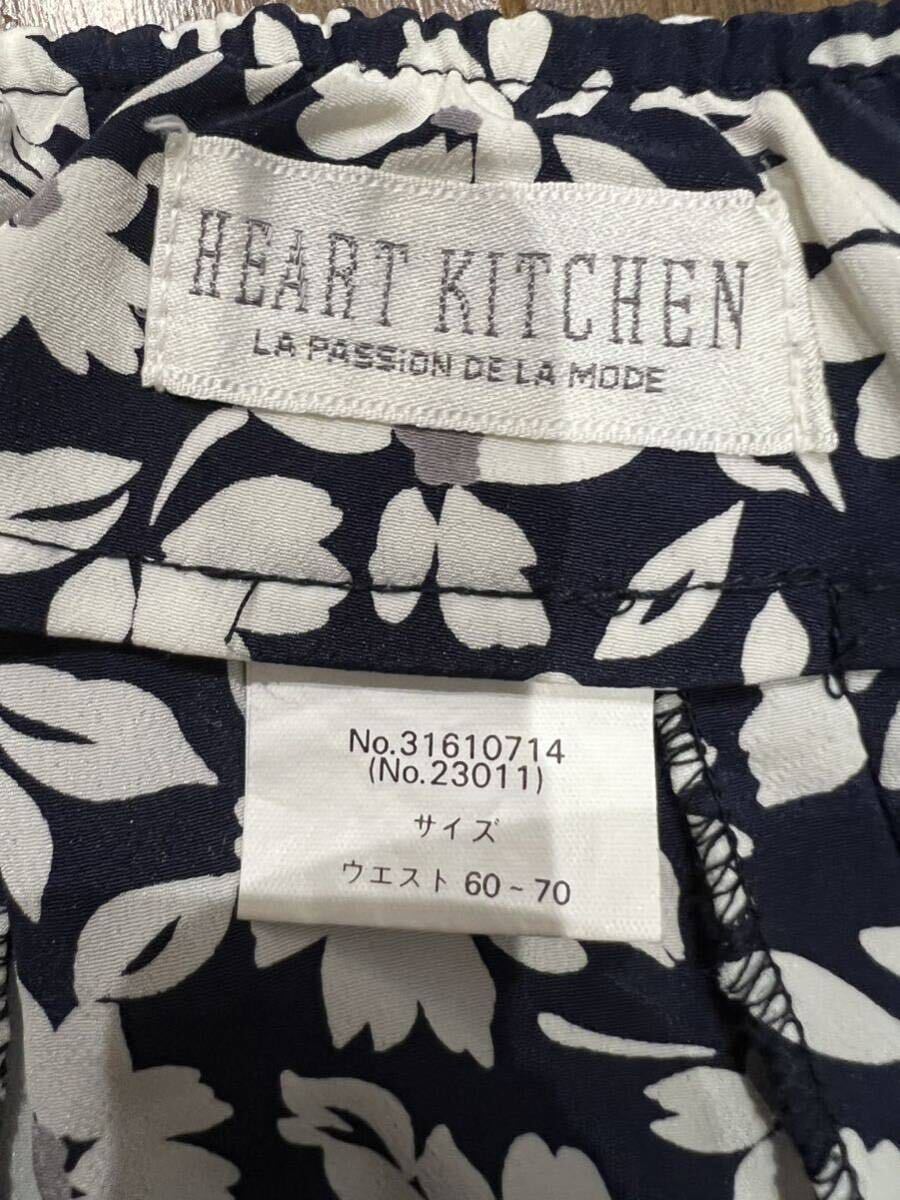 HEART KITCHEN
LA PASSION DE LA MODE
No.31610714
(No.23011)
サイズ
ウエスト 60~70